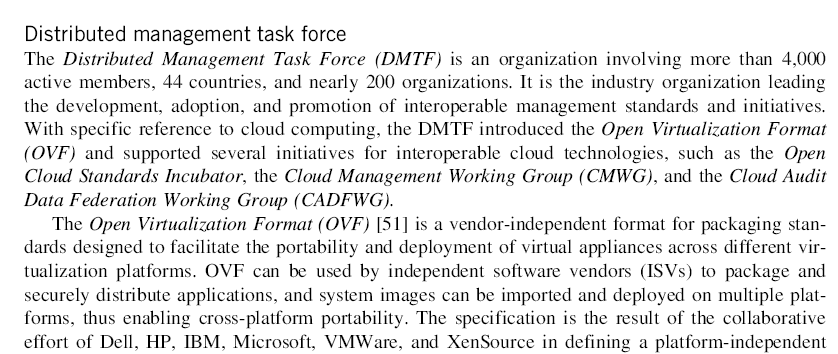 Distributed management task force
The Distributed Management Task Force (DMTF) is an organization involving more than 4,000
active members, 44 countries, and nearly 200 organizations. It is the industry organization leading
the development, adoption, and promotion of interoperable management standards and initiatives.
With specific reference to cloud computing, the DMTF introduced the Open Virtualization Format
(OVF) and supported several initiatives for interoperable cloud technologies, such as the Open
Cloud Standards Incubator, the Cloud Management Working Group (CMWG), and the Cloud Audit
Data Federation Working Group (CADFWG).
The Open Virtualization Format (OVF) [51] is a vendor-independent format for packaging stan-
dards designed to facilitate the portability and deployment of virtual appliances across different vir-
tualization platforms. OVF can be used by independent software vendors (ISVs) to package and
securely distribute applications, and system images can be imported and deployed on multiple plat-
forms, thus enabling cross-platform portability. The specification is the result of the collaborative
effort of Dell, HP, IBM, Microsoft, VMWare, and XenSource in defining a platform-independent